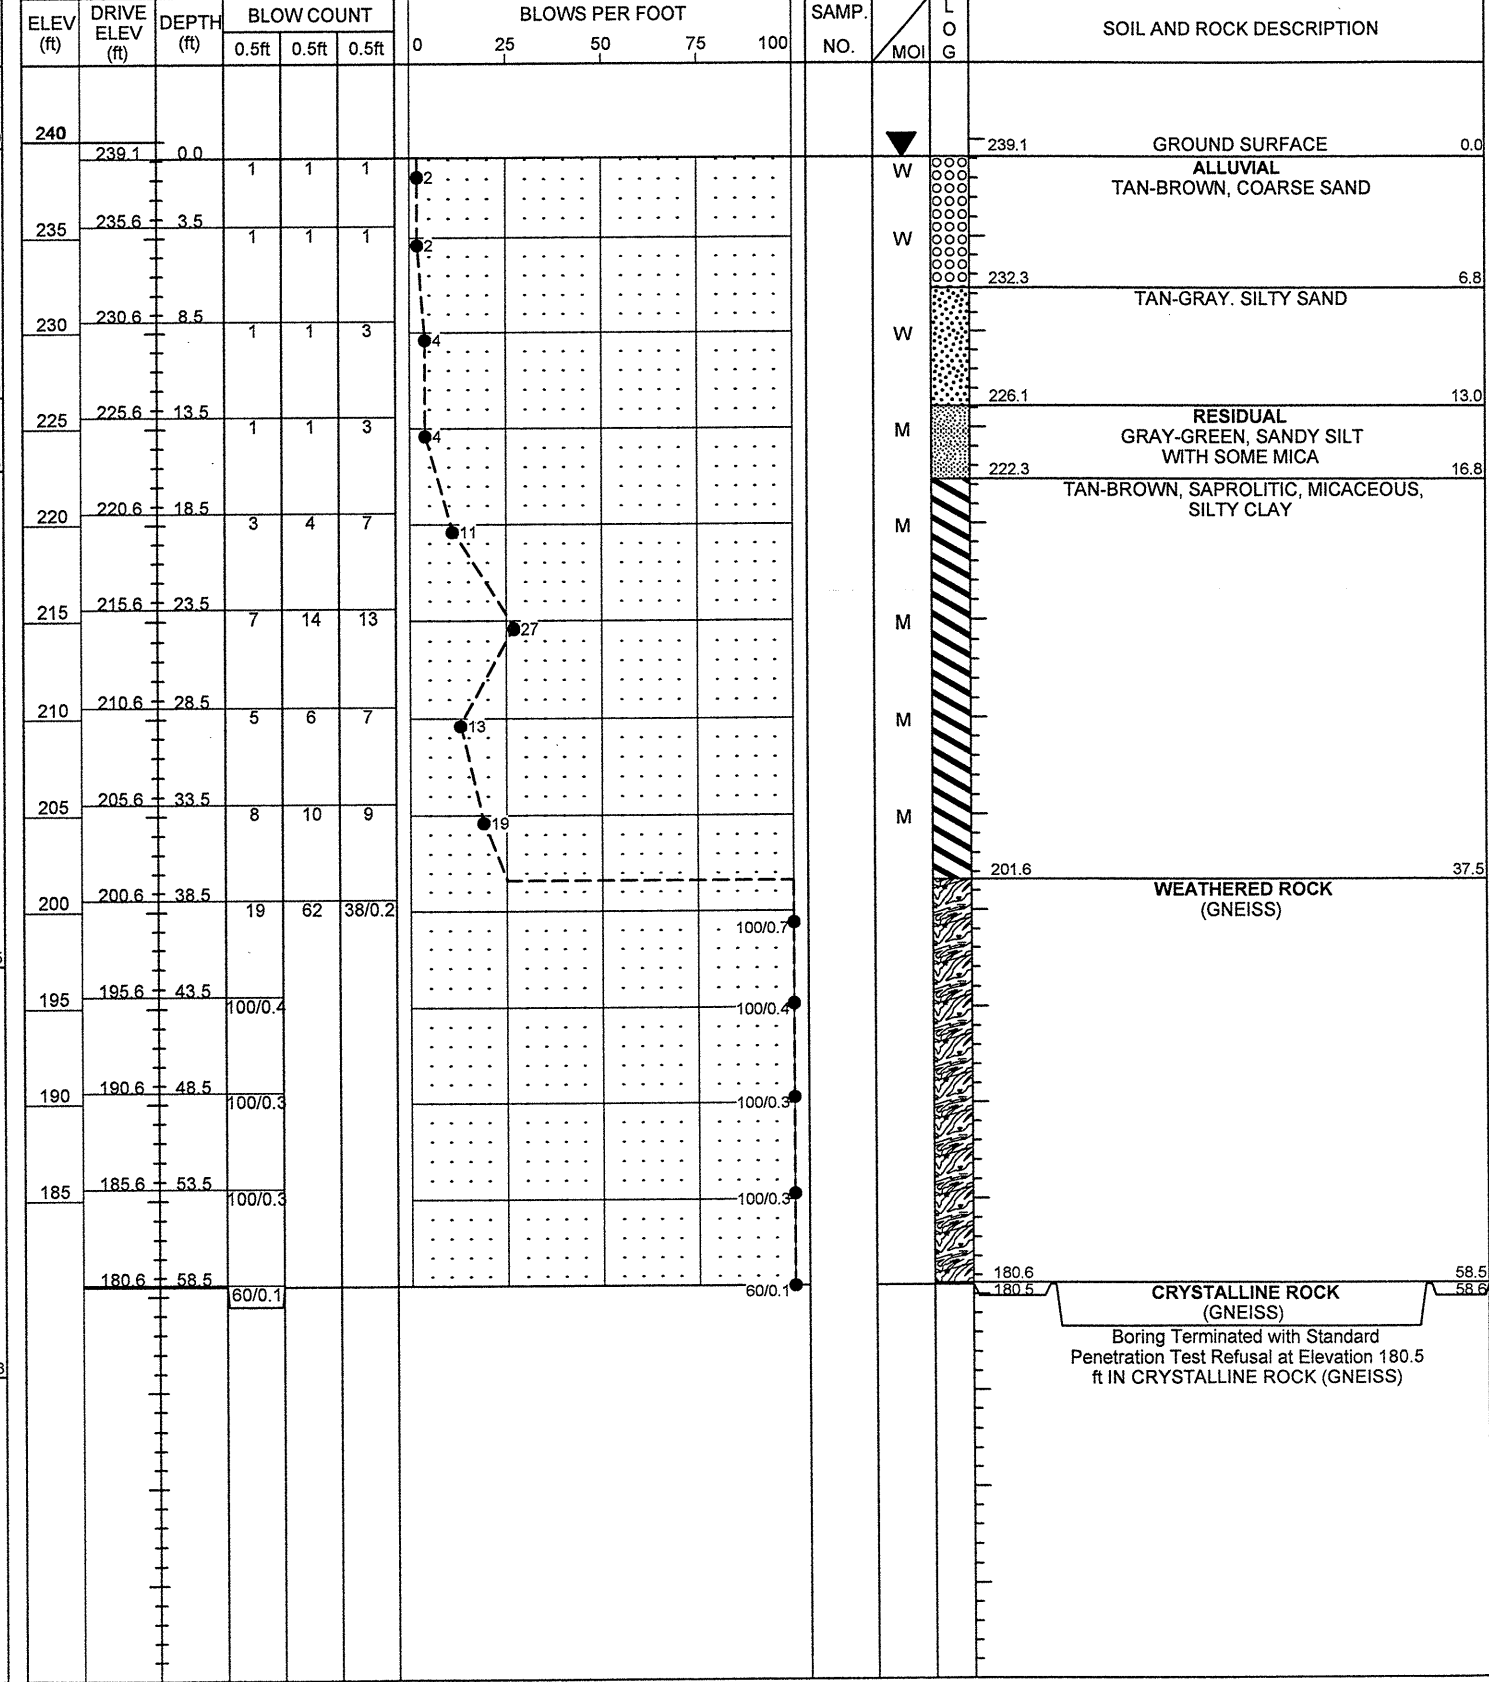 ELEV (ft) DRIVE ELEV (ft) DEPTH (ft) BLOW COUNT BLOWS PER FOOT SAMP. NO. MOI LOG SOIL AND ROCK DESCRIPTION
0.5ft 0.5ft 0.5ft 0 25 50 75 100
240
239.1 0.0 239.1 GROUND SURFACE 0.0
1 1 1 2 W ALLUVIAL
TAN-BROWN, COARSE SAND
235 235.6 3.5
1 1 1 2 W
232.3 6.8
TAN-GRAY. SILTY SAND
230 230.6 8.5
1 1 3 4 W
226.1 13.0
225 225.6 13.5 RESIDUAL
1 1 3 4 M GRAY-GREEN, SANDY SILT
WITH SOME MICA
222.3 16.8
TAN-BROWN, SAPROLITIC, MICACEOUS,
SILTY CLAY
220 220.6 18.5
3 4 7 11 M
215 215.6 23.5
7 14 13 27 M
210 210.6 28.5
5 6 7 13 M
205 205.6 33.5
8 10 9 19 M
201.6 37.5
WEATHERED ROCK
(GNEISS)
200 200.6 38.5
19 62 38/0.2 100/0.7
195 195.6 43.5
100/0.4 100/0.4
190 190.6 48.5
100/0.3 100/0.3
185 185.6 53.5
100/0.3 100/0.3
180.6 58.5 180.6 58.5
60/0.1 60/0.1 180.5 CRYSTALLINE ROCK 58.6
(GNEISS)
Boring Terminated with Standard
Penetration Test Refusal at Elevation 180.5
ft IN CRYSTALLINE ROCK (GNEISS)